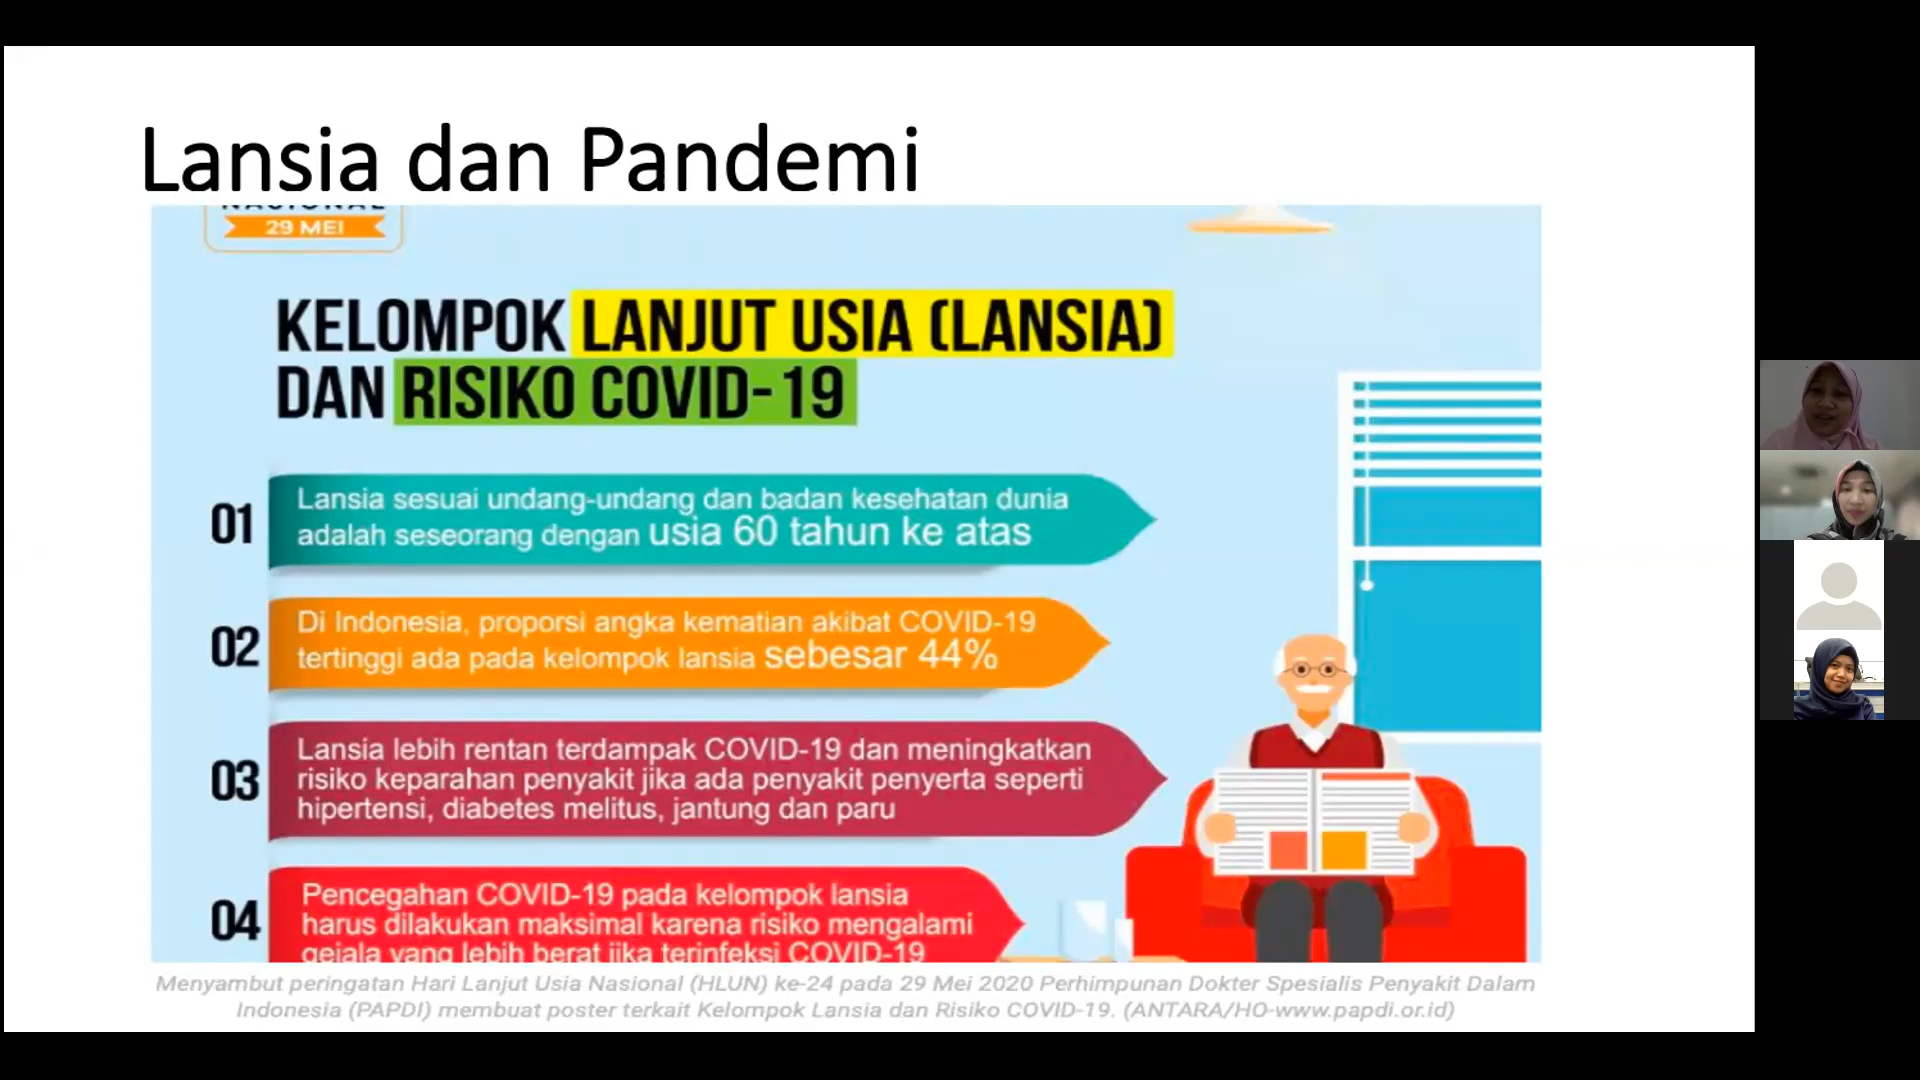 Lansia dan Pandemi
NASIONAL
29 MEI
KELOMPOK LANJUT USIA (LANSIA)
DAN RISIKO COVID-19
01
Lansia sesuai undang-undang dan badan kesehatan dunia
adalah seseorang dengan usia 60 tahun ke atas
02
Di Indonesia, proporsi angka kematian akibat COVID-19
tertinggi ada pada kelompok lansia sebesar 44%
03
Lansia lebih rentan terdampak COVID-19 dan meningkatkan
risiko keparahan penyakit jika ada penyakit penyerta seperti
hipertensi, diabetes melitus, jantung dan paru
04
Pencegahan COVID-19 pada kelompok lansia
harus dilakukan maksimal karena risiko mengalami
gejala yang lebih berat jika terinfeksi COVID-19
Menyambut peringatan Hari Lanjut Usia Nasional (HLUN) ke-24 pada 29 Mei 2020 Perhimpunan Dokter Spesialis Penyakit Dalam
Indonesia (PAPDI) membuat poster terkait Kelompok Lansia dan Risiko COVID-19. (ANTARA/HO-www.papdi.or.id)